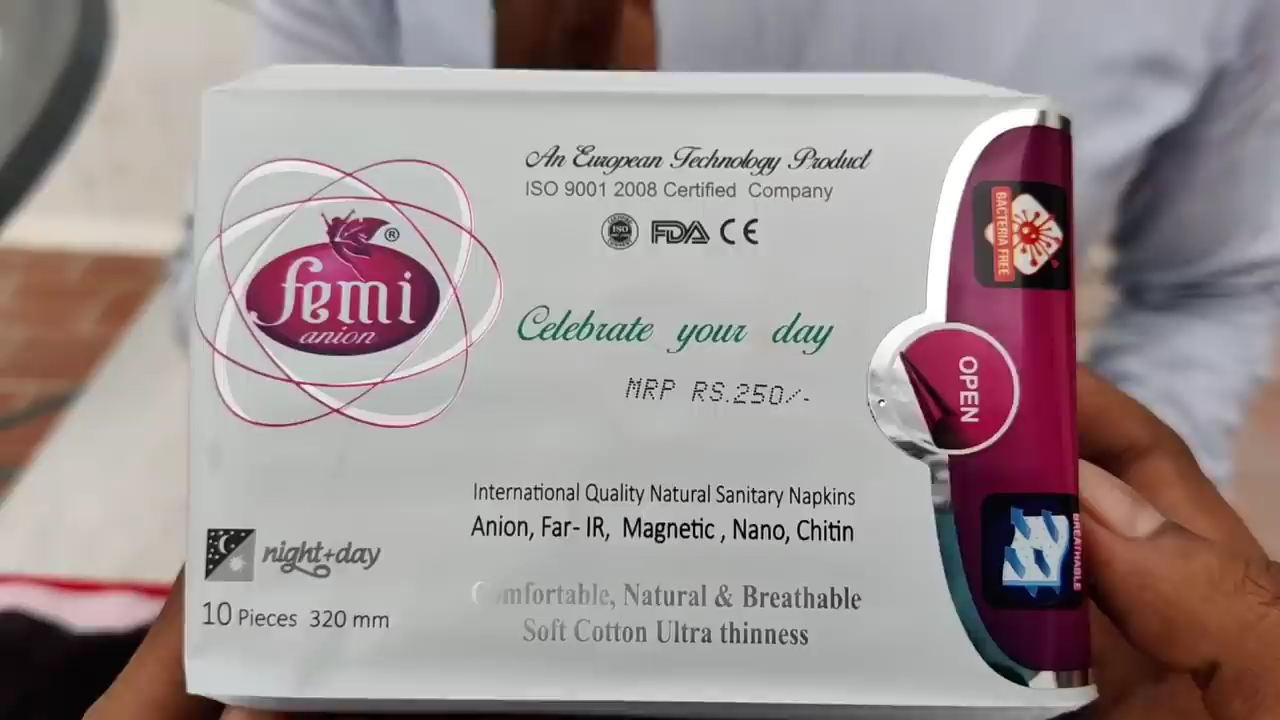 An European Technology Product
ISO 9001 2008 Certified Company
ISO FDA CE
femi®
anion
Celebrate your day
MRP RS.250/-
International Quality Natural Sanitary Napkins
Anion, Far-IR, Magnetic, Nano, Chitin
Comfortable, Natural & Breathable
Soft Cotton Ultra thinness
night+day
10 Pieces 320 mm
BACTERIA FREE
OPEN
BREATHABLE